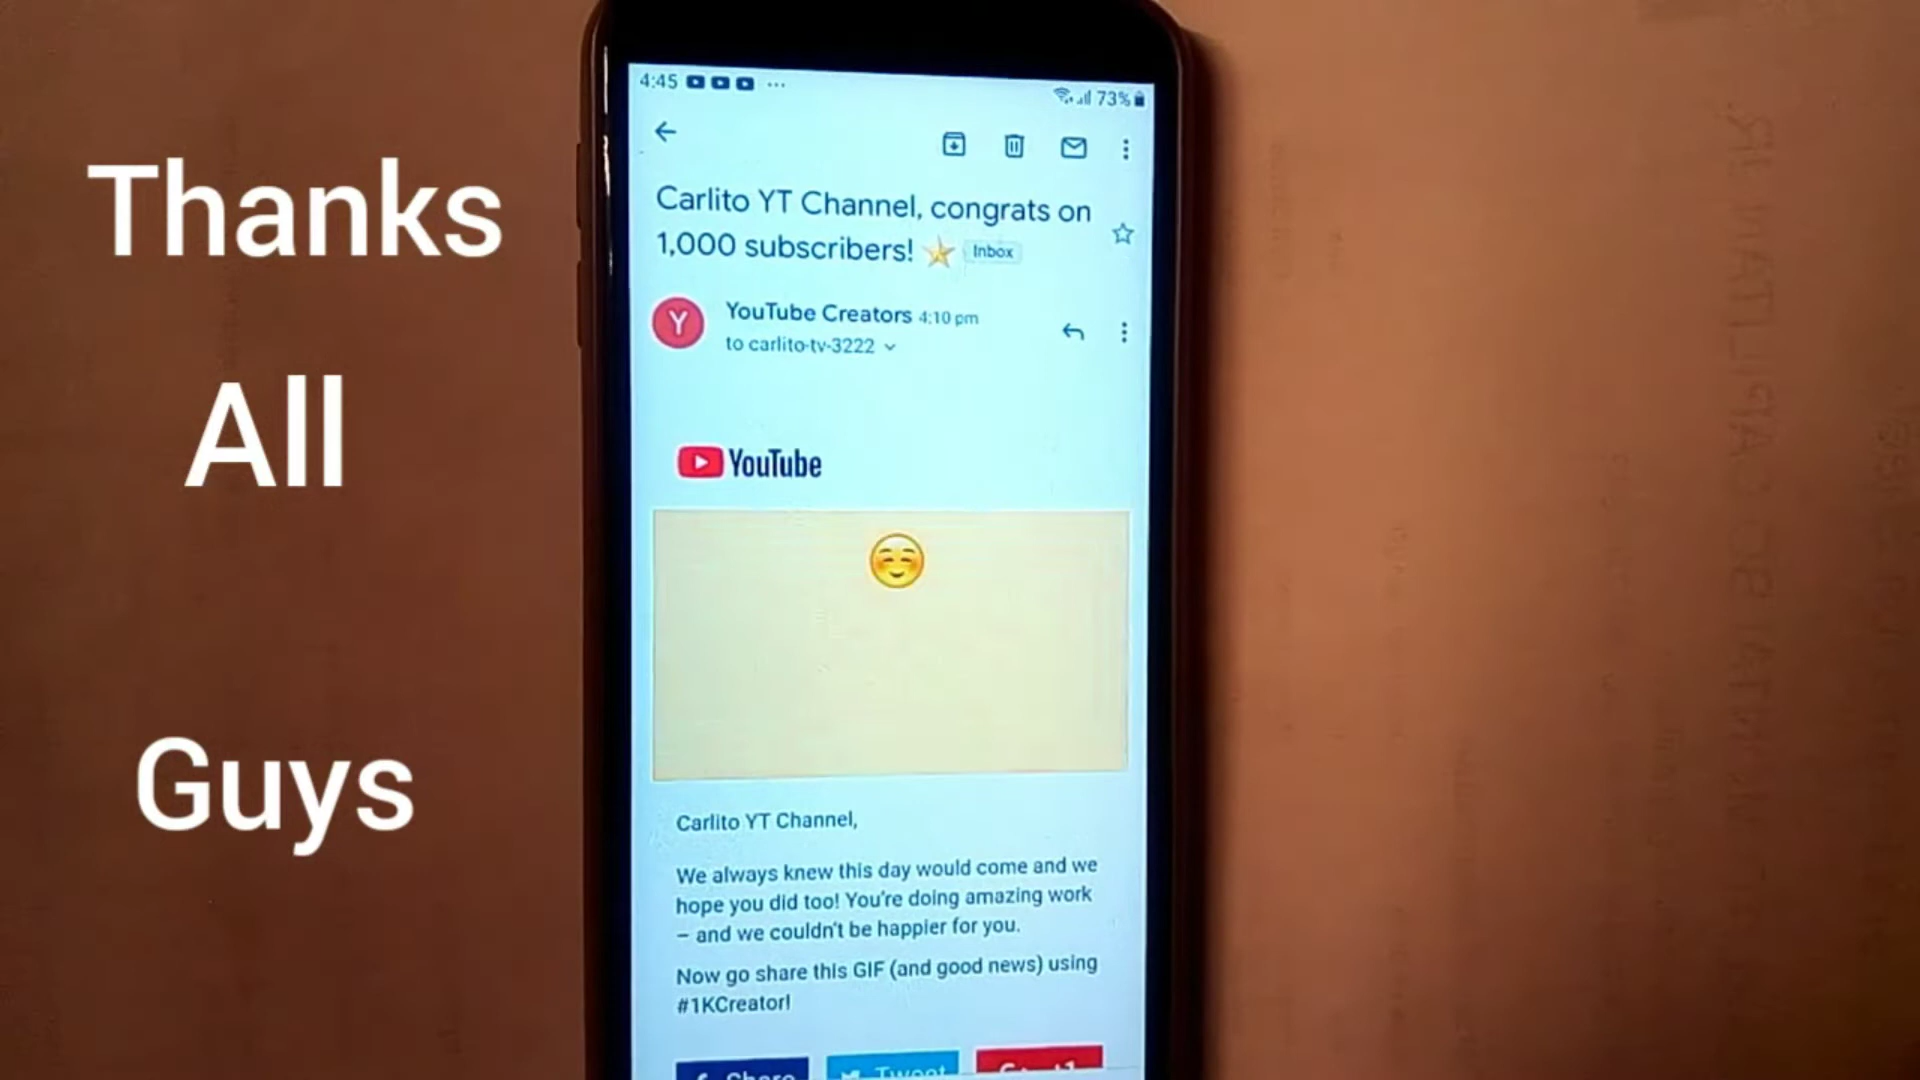 Thanks
All
Guys
4:45
73%
Carlito YT Channel, congrats on
1,000 subscribers!
Inbox
Y
YouTube Creators 4:10 pm
to carlito-tv-3222
YouTube
Carlito YT Channel,
We always knew this day would come and we
hope you did too! You're doing amazing work
– and we couldn't be happier for you.
Now go share this GIF (and good news) using
#1KCreator!
Share
Tweet